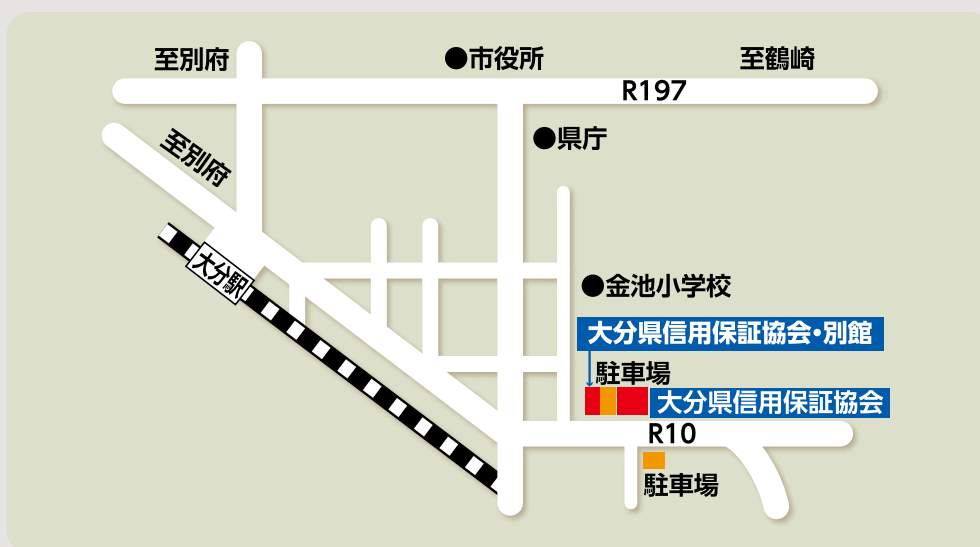 至別府
●市役所
至鶴崎
R197
●県庁
至別府
大分駅
●金池小学校
大分県信用保証協会・別館
駐車場
大分県信用保証協会
R10
駐車場